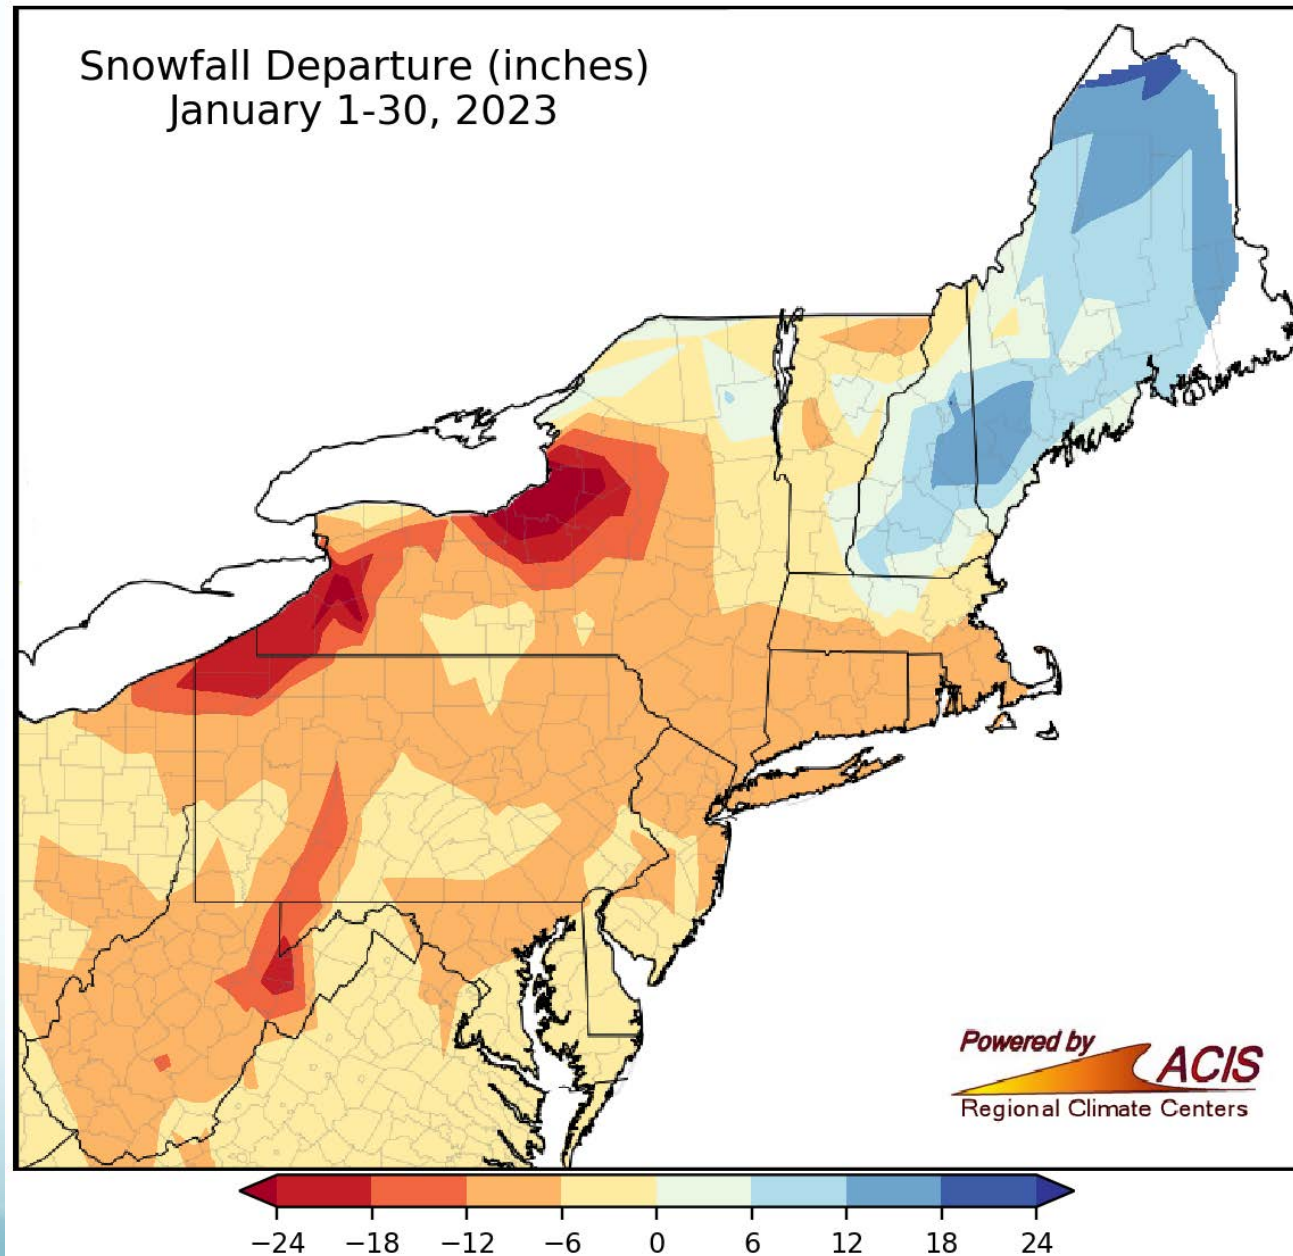 Snowfall Departure (inches)
January 1-30, 2023
Powered by
ACIS
Regional Climate Centers
−24 −18 −12 −6 0 6 12 18 24